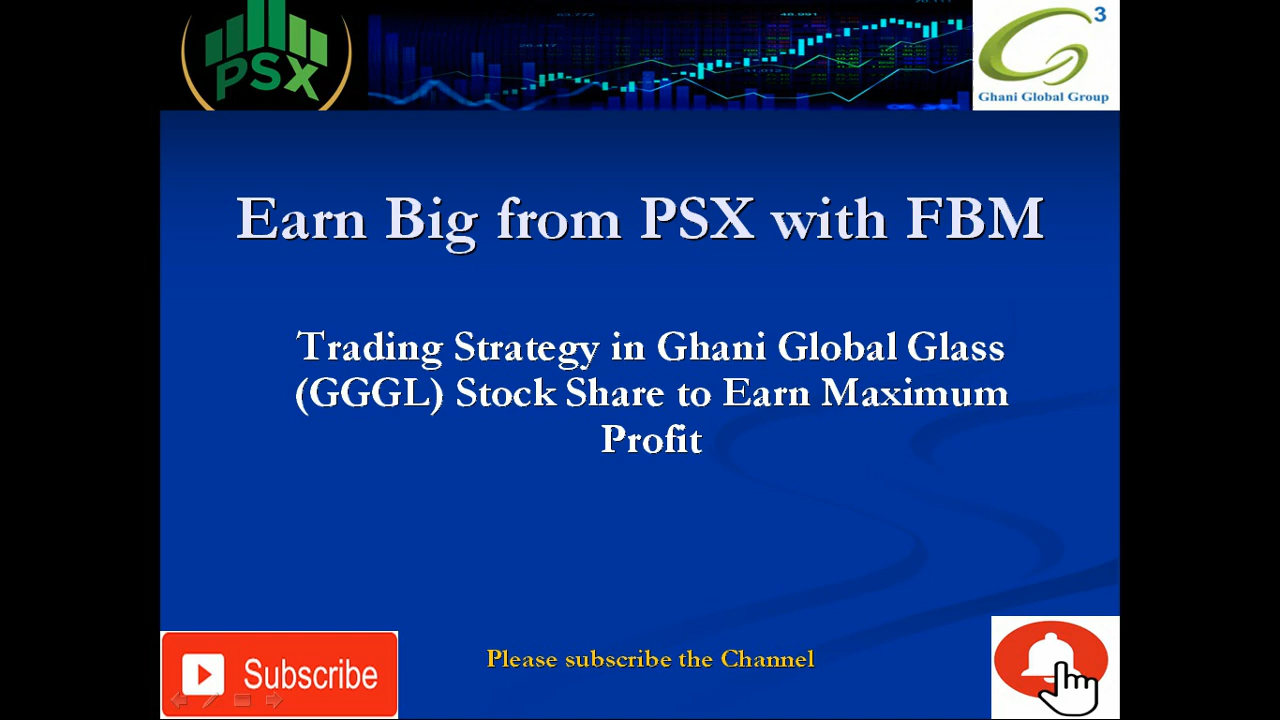 PSX
3
Ghani Global Group
Earn Big from PSX with FBM
Trading Strategy in Ghani Global Glass
(GGGL) Stock Share to Earn Maximum
Profit
Subscribe
Please subscribe the Channel